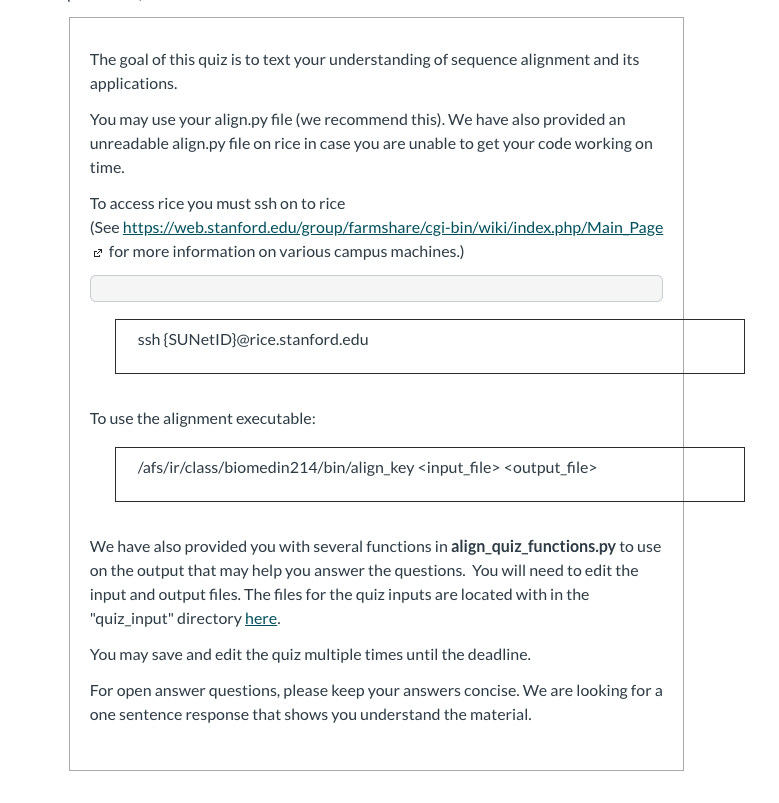 The goal of this quiz is to text your understanding of sequence alignment and its
applications.
You may use your align.py file (we recommend this). We have also provided an
unreadable align.py file on rice in case you are unable to get your code working on
time.
To access rice you must ssh on to rice
(See https://web.stanford.edu/group/farmshare/cgi-bin/wiki/index.php/Main_Page
for more information on various campus machines.)
ssh {SUNetID}@rice.stanford.edu
To use the alignment executable:
/afs/ir/class/biomedin214/bin/align_key <input_file> <output_file>
We have also provided you with several functions in align_quiz_functions.py to use
on the output that may help you answer the questions.  You will need to edit the
input and output files. The files for the quiz inputs are located with in the
"quiz_input" directory here.
You may save and edit the quiz multiple times until the deadline.
For open answer questions, please keep your answers concise. We are looking for a
one sentence response that shows you understand the material.